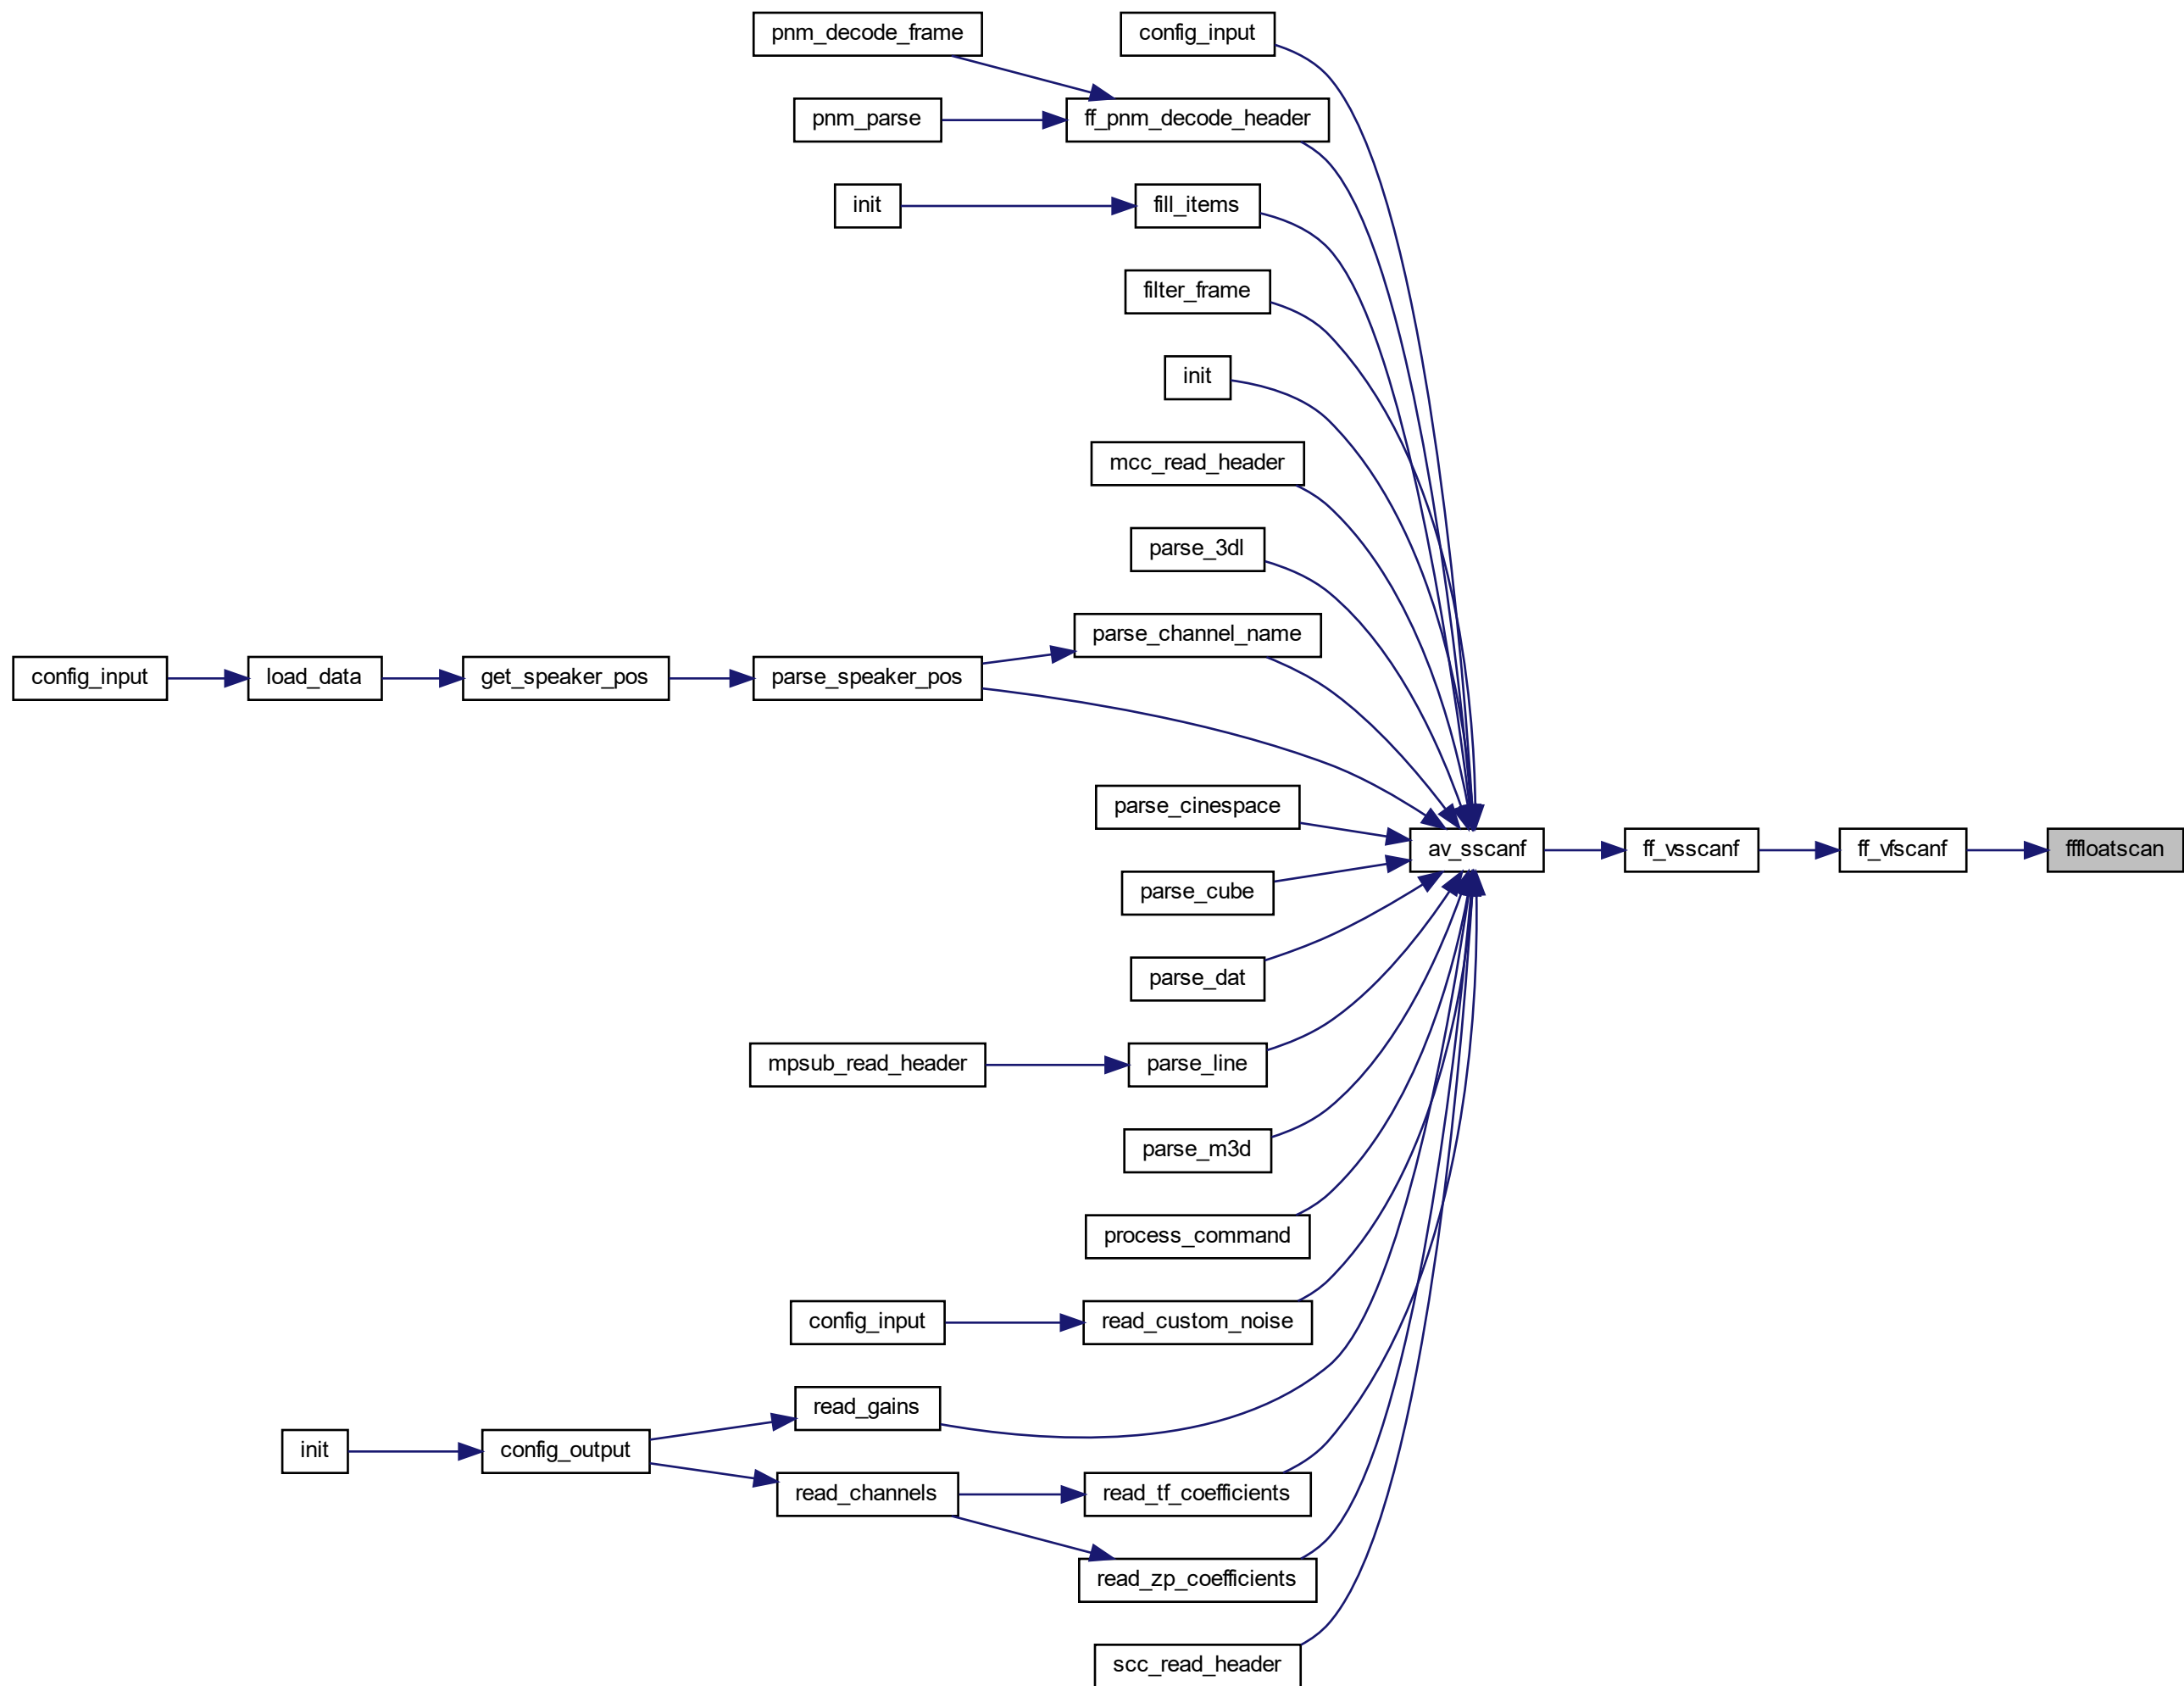 pnm_decode_frame
config_input
pnm_parse
ff_pnm_decode_header
init
fill_items
filter_frame
init
mcc_read_header
parse_3dl
parse_channel_name
config_input
load_data
get_speaker_pos
parse_speaker_pos
parse_cinespace
av_sscanf
ff_vsscanf
ff_vfscanf
fffloatscan
parse_cube
parse_dat
mpsub_read_header
parse_line
parse_m3d
process_command
config_input
read_custom_noise
read_gains
init
config_output
read_channels
read_tf_coefficients
read_zp_coefficients
scc_read_header